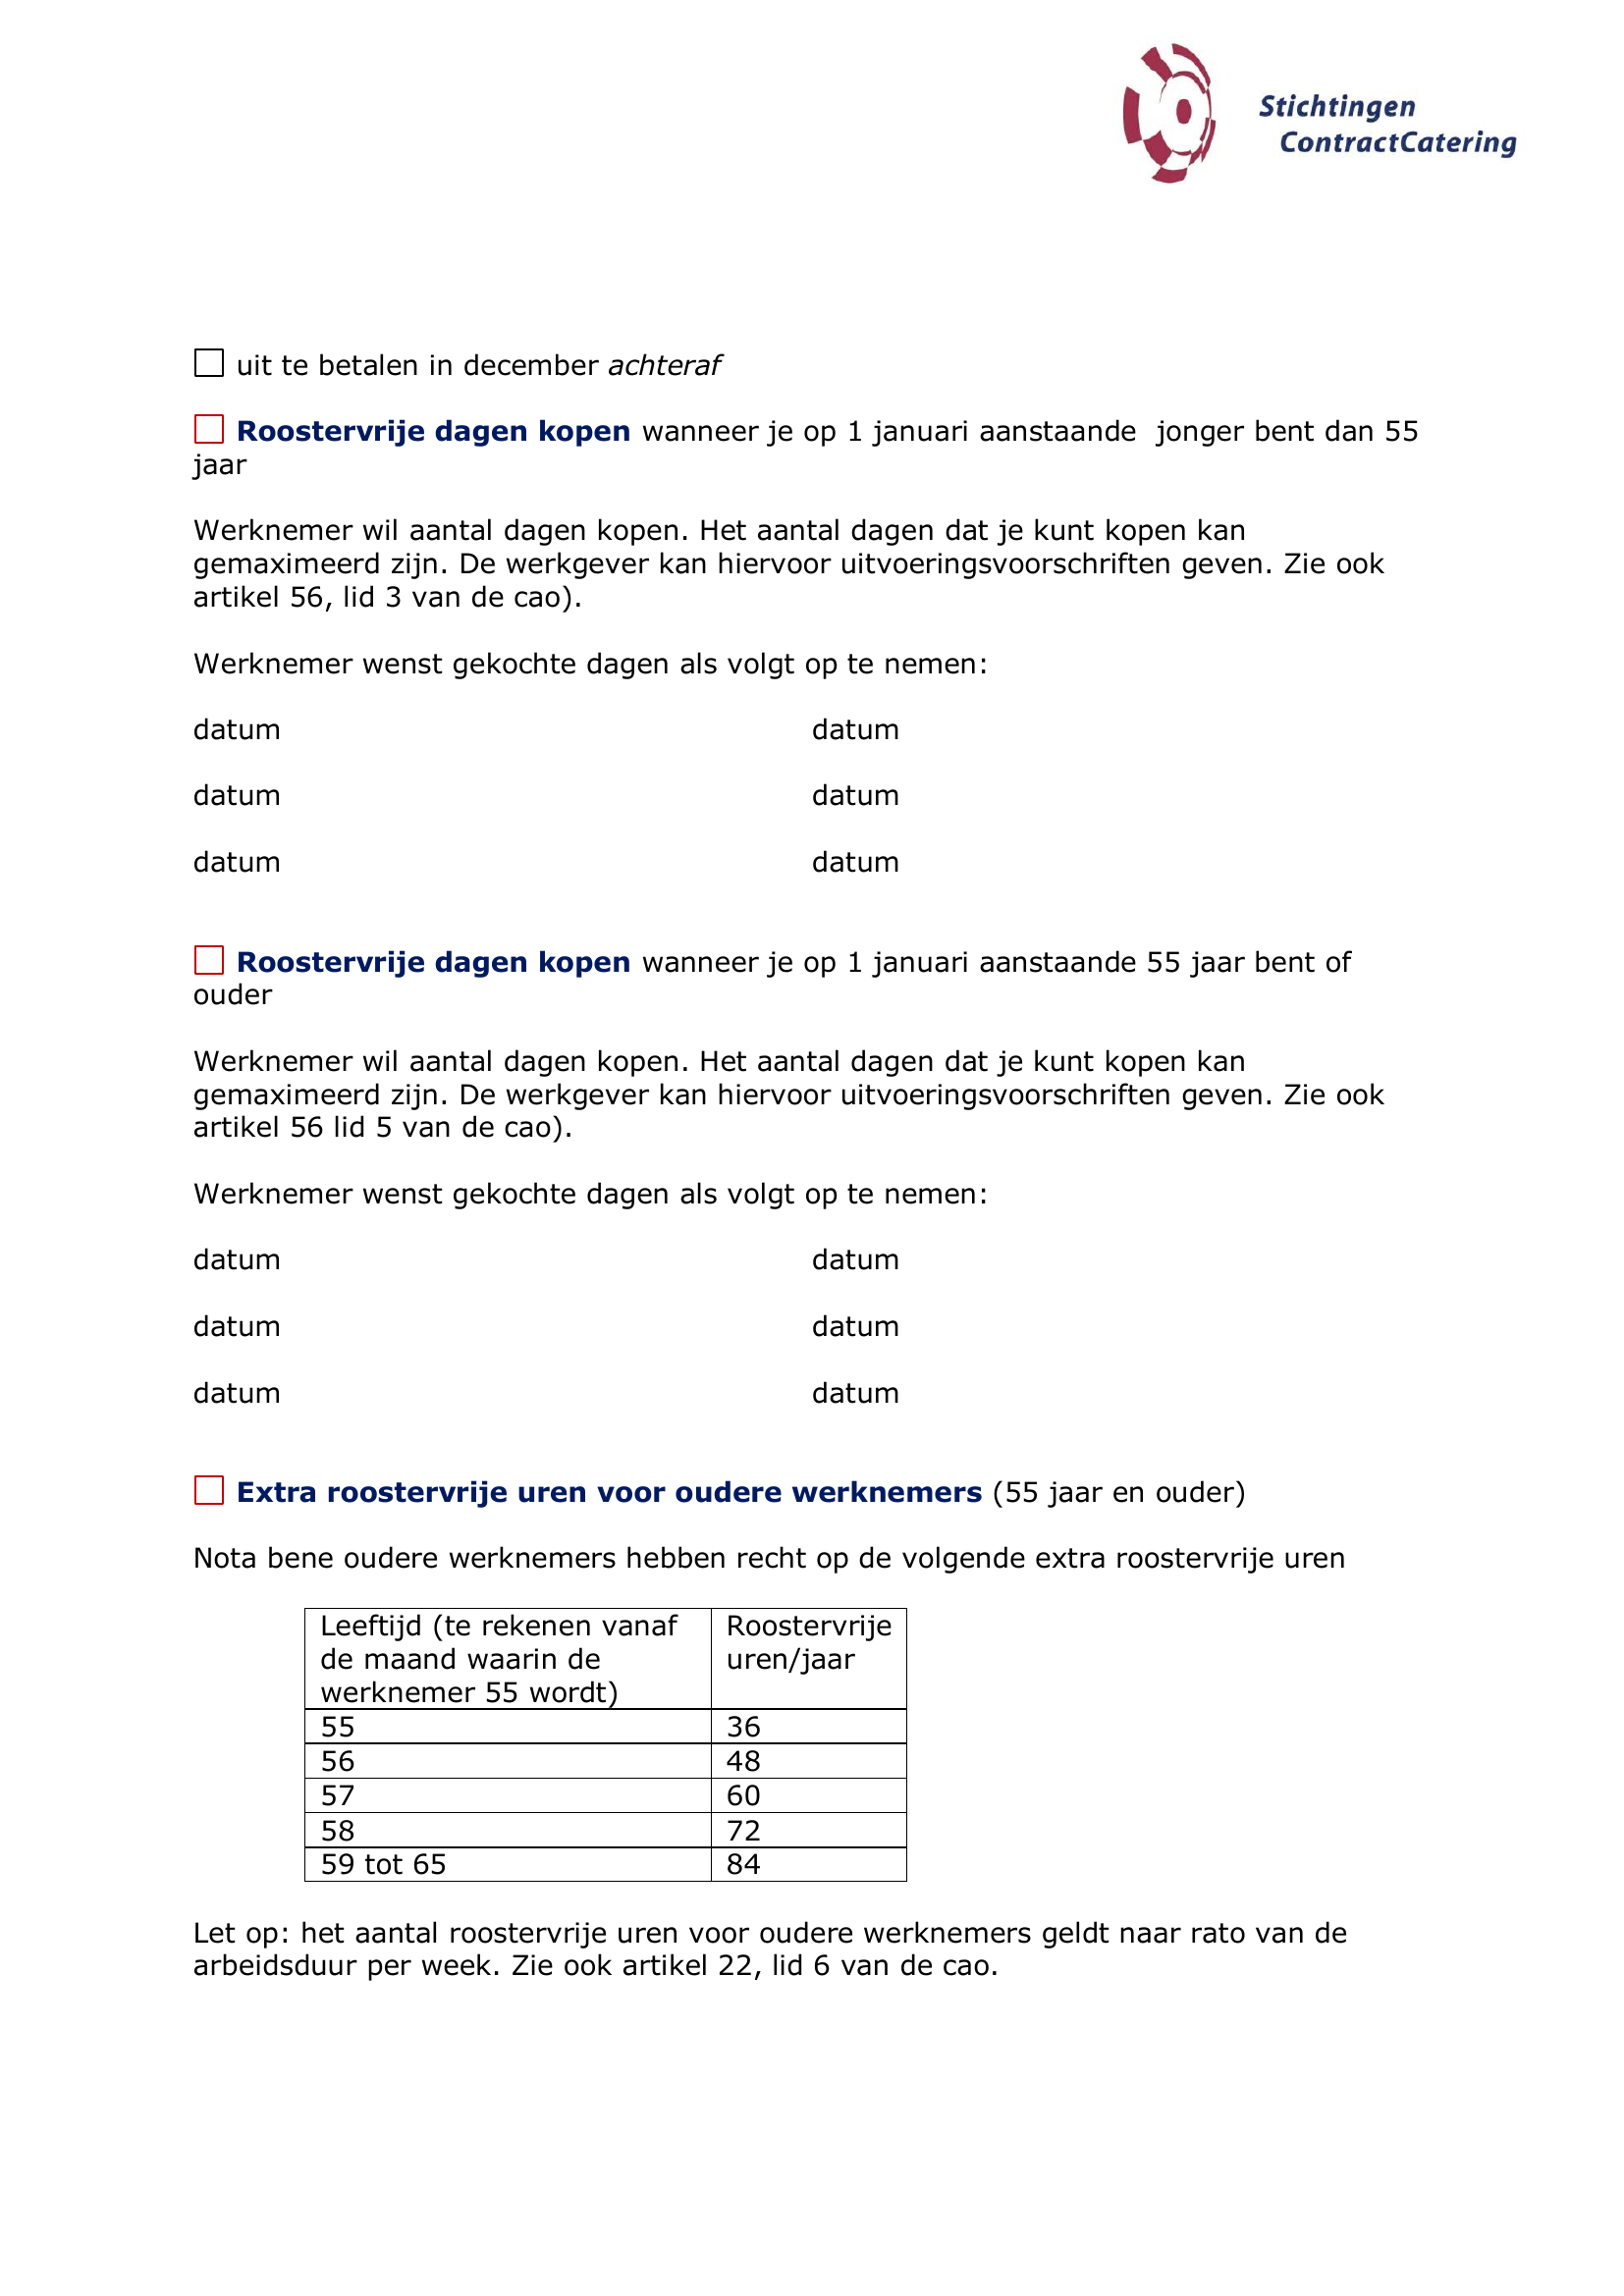 Stichtingen
ContractCatering
uit te betalen in december achteraf
Roostervrije dagen kopen wanneer je op 1 januari aanstaande jonger bent dan 55
jaar
Werknemer wil aantal dagen kopen. Het aantal dagen dat je kunt kopen kan
gemaximeerd zijn. De werkgever kan hiervoor uitvoeringsvoorschriften geven. Zie ook
artikel 56, lid 3 van de cao).
Werknemer wenst gekochte dagen als volgt op te nemen:
datum datum
datum datum
datum datum
Roostervrije dagen kopen wanneer je op 1 januari aanstaande 55 jaar bent of
ouder
Werknemer wil aantal dagen kopen. Het aantal dagen dat je kunt kopen kan
gemaximeerd zijn. De werkgever kan hiervoor uitvoeringsvoorschriften geven. Zie ook
artikel 56 lid 5 van de cao).
Werknemer wenst gekochte dagen als volgt op te nemen:
datum datum
datum datum
datum datum
Extra roostervrije uren voor oudere werknemers (55 jaar en ouder)
Nota bene oudere werknemers hebben recht op de volgende extra roostervrije uren
Leeftijd (te rekenen vanaf Roostervrije
de maand waarin de uren/jaar
werknemer 55 wordt)
55 36
56 48
57 60
58 72
59 tot 65 84
Let op: het aantal roostervrije uren voor oudere werknemers geldt naar rato van de
arbeidsduur per week. Zie ook artikel 22, lid 6 van de cao.